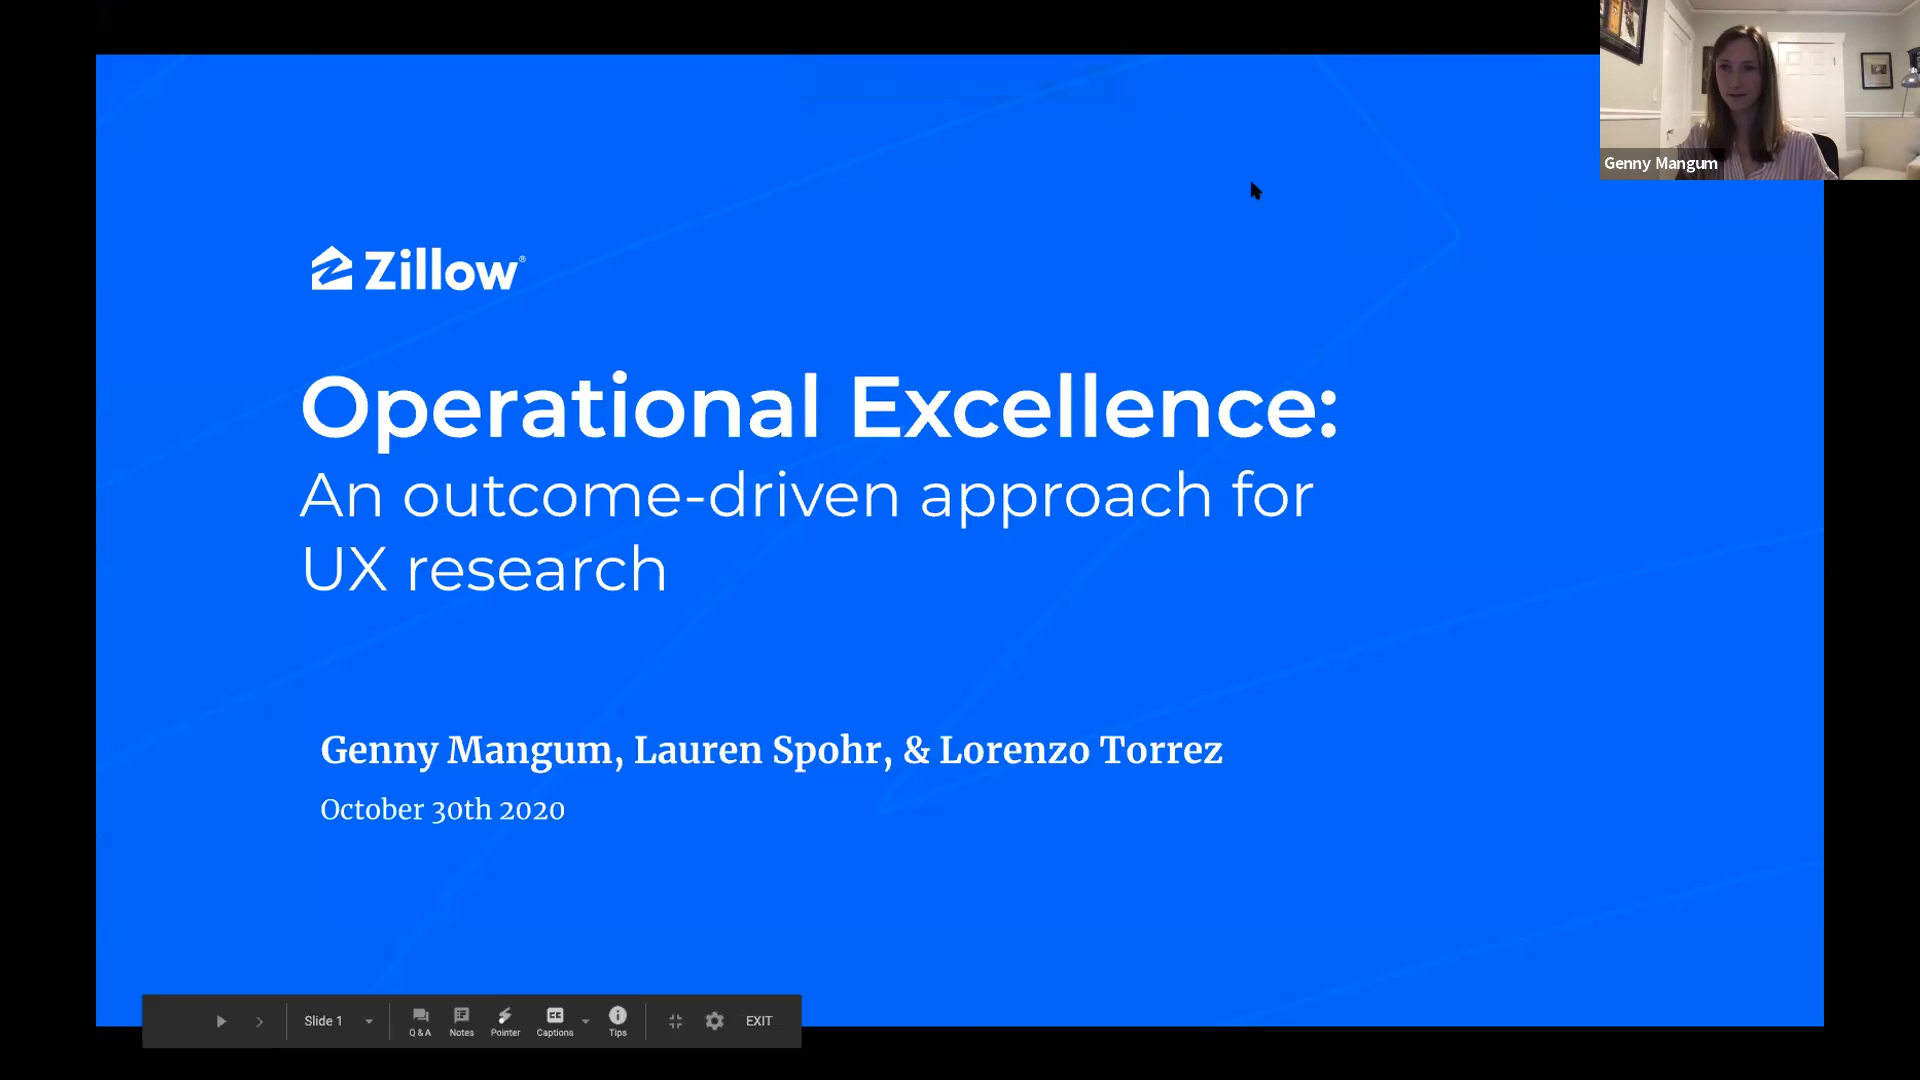 Genny Mangum
Zillow®
Operational Excellence:
An outcome-driven approach for
UX research
Genny Mangum, Lauren Spohr, & Lorenzo Torrez
October 30th 2020
Slide 1
Q & A
Notes
Pointer
CC
Captions
Tips
EXIT